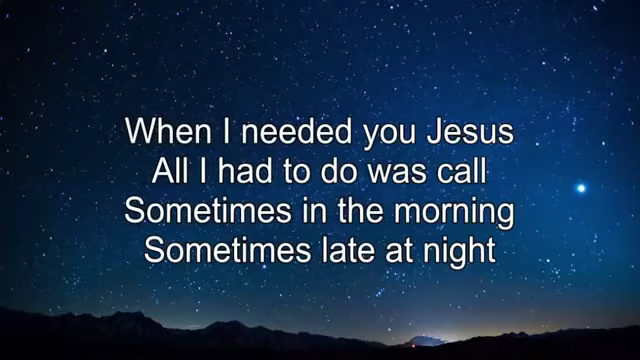 When I needed you Jesus
All I had to do was call
Sometimes in the morning
Sometimes late at night